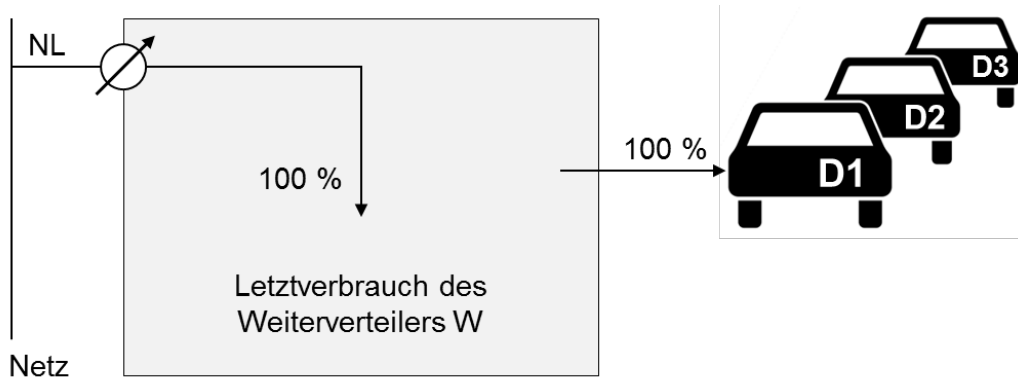 NL
D3
D2
100 %
D1
100 %
Letztverbrauch des
Weiterverteilers W
Netz